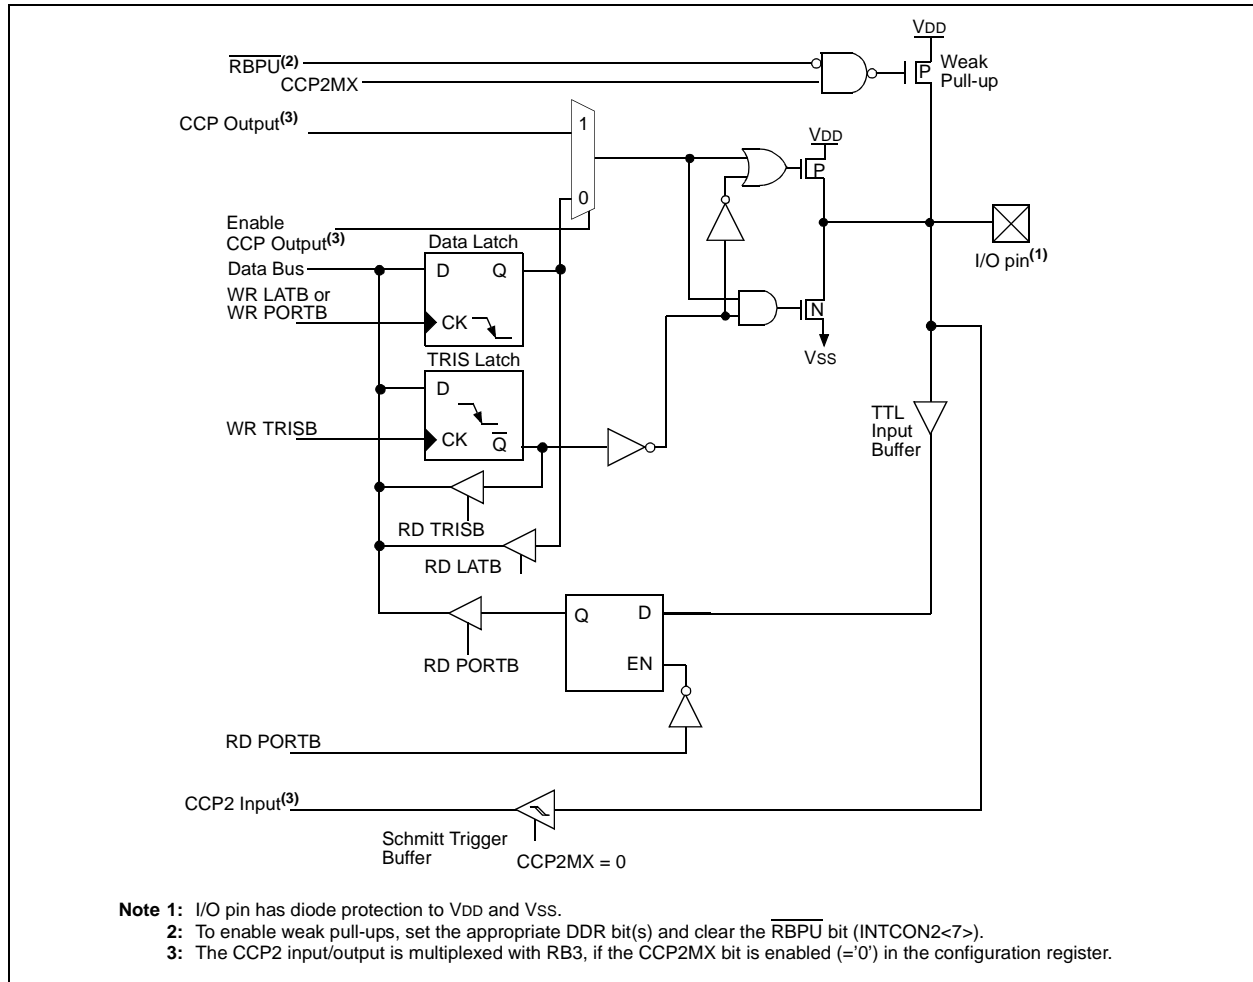 VDD
RBPU(2)
CCP2MX
P
Weak
Pull-up
CCP Output(3)
1
VDD
P
0
Enable
CCP Output(3)
Data Latch
Data Bus
D Q
I/O pin(1)
WR LATB or
WR PORTB
CK
N
VSS
TRIS Latch
D
TTL
Input
Buffer
WR TRISB
CK Q
RD TRISB
RD LATB
Q D
EN
RD PORTB
RD PORTB
CCP2 Input(3)
Schmitt Trigger
Buffer
CCP2MX = 0
Note 1: I/O pin has diode protection to VDD and VSS.
2: To enable weak pull-ups, set the appropriate DDR bit(s) and clear the RBPU bit (INTCON2<7>).
3: The CCP2 input/output is multiplexed with RB3, if the CCP2MX bit is enabled (='0') in the configuration register.